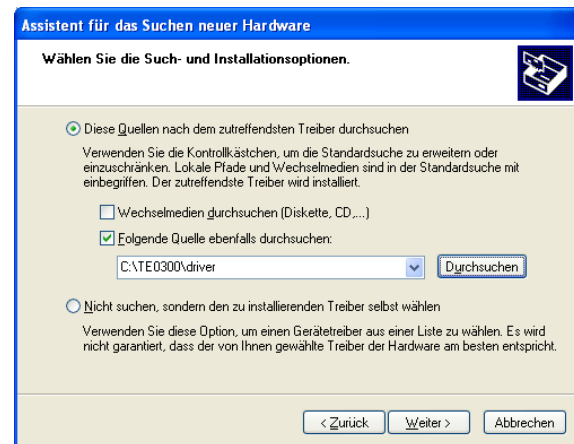 Assistent für das Suchen neuer Hardware
Wählen Sie die Such- und Installationsoptionen.
Diese Quellen nach dem zutreffendsten Treiber durchsuchen
Verwenden Sie die Kontrollkästchen, um die Standardsuche zu erweitern oder
einzuschränken. Lokale Pfade und Wechselmedien sind in der Standardsuche mit
einbegriffen. Der zutreffendste Treiber wird installiert.
Wechselmedien durchsuchen (Diskette, CD,...)
Folgende Quelle ebenfalls durchsuchen:
C:\TE0300\driver
Durchsuchen
Nicht suchen, sondern den zu installierenden Treiber selbst wählen
Verwenden Sie diese Option, um einen Gerätetreiber aus einer Liste zu wählen. Es wird
nicht garantiert, dass der von Ihnen gewählte Treiber der Hardware am besten entspricht.
< Zurück Weiter > Abbrechen